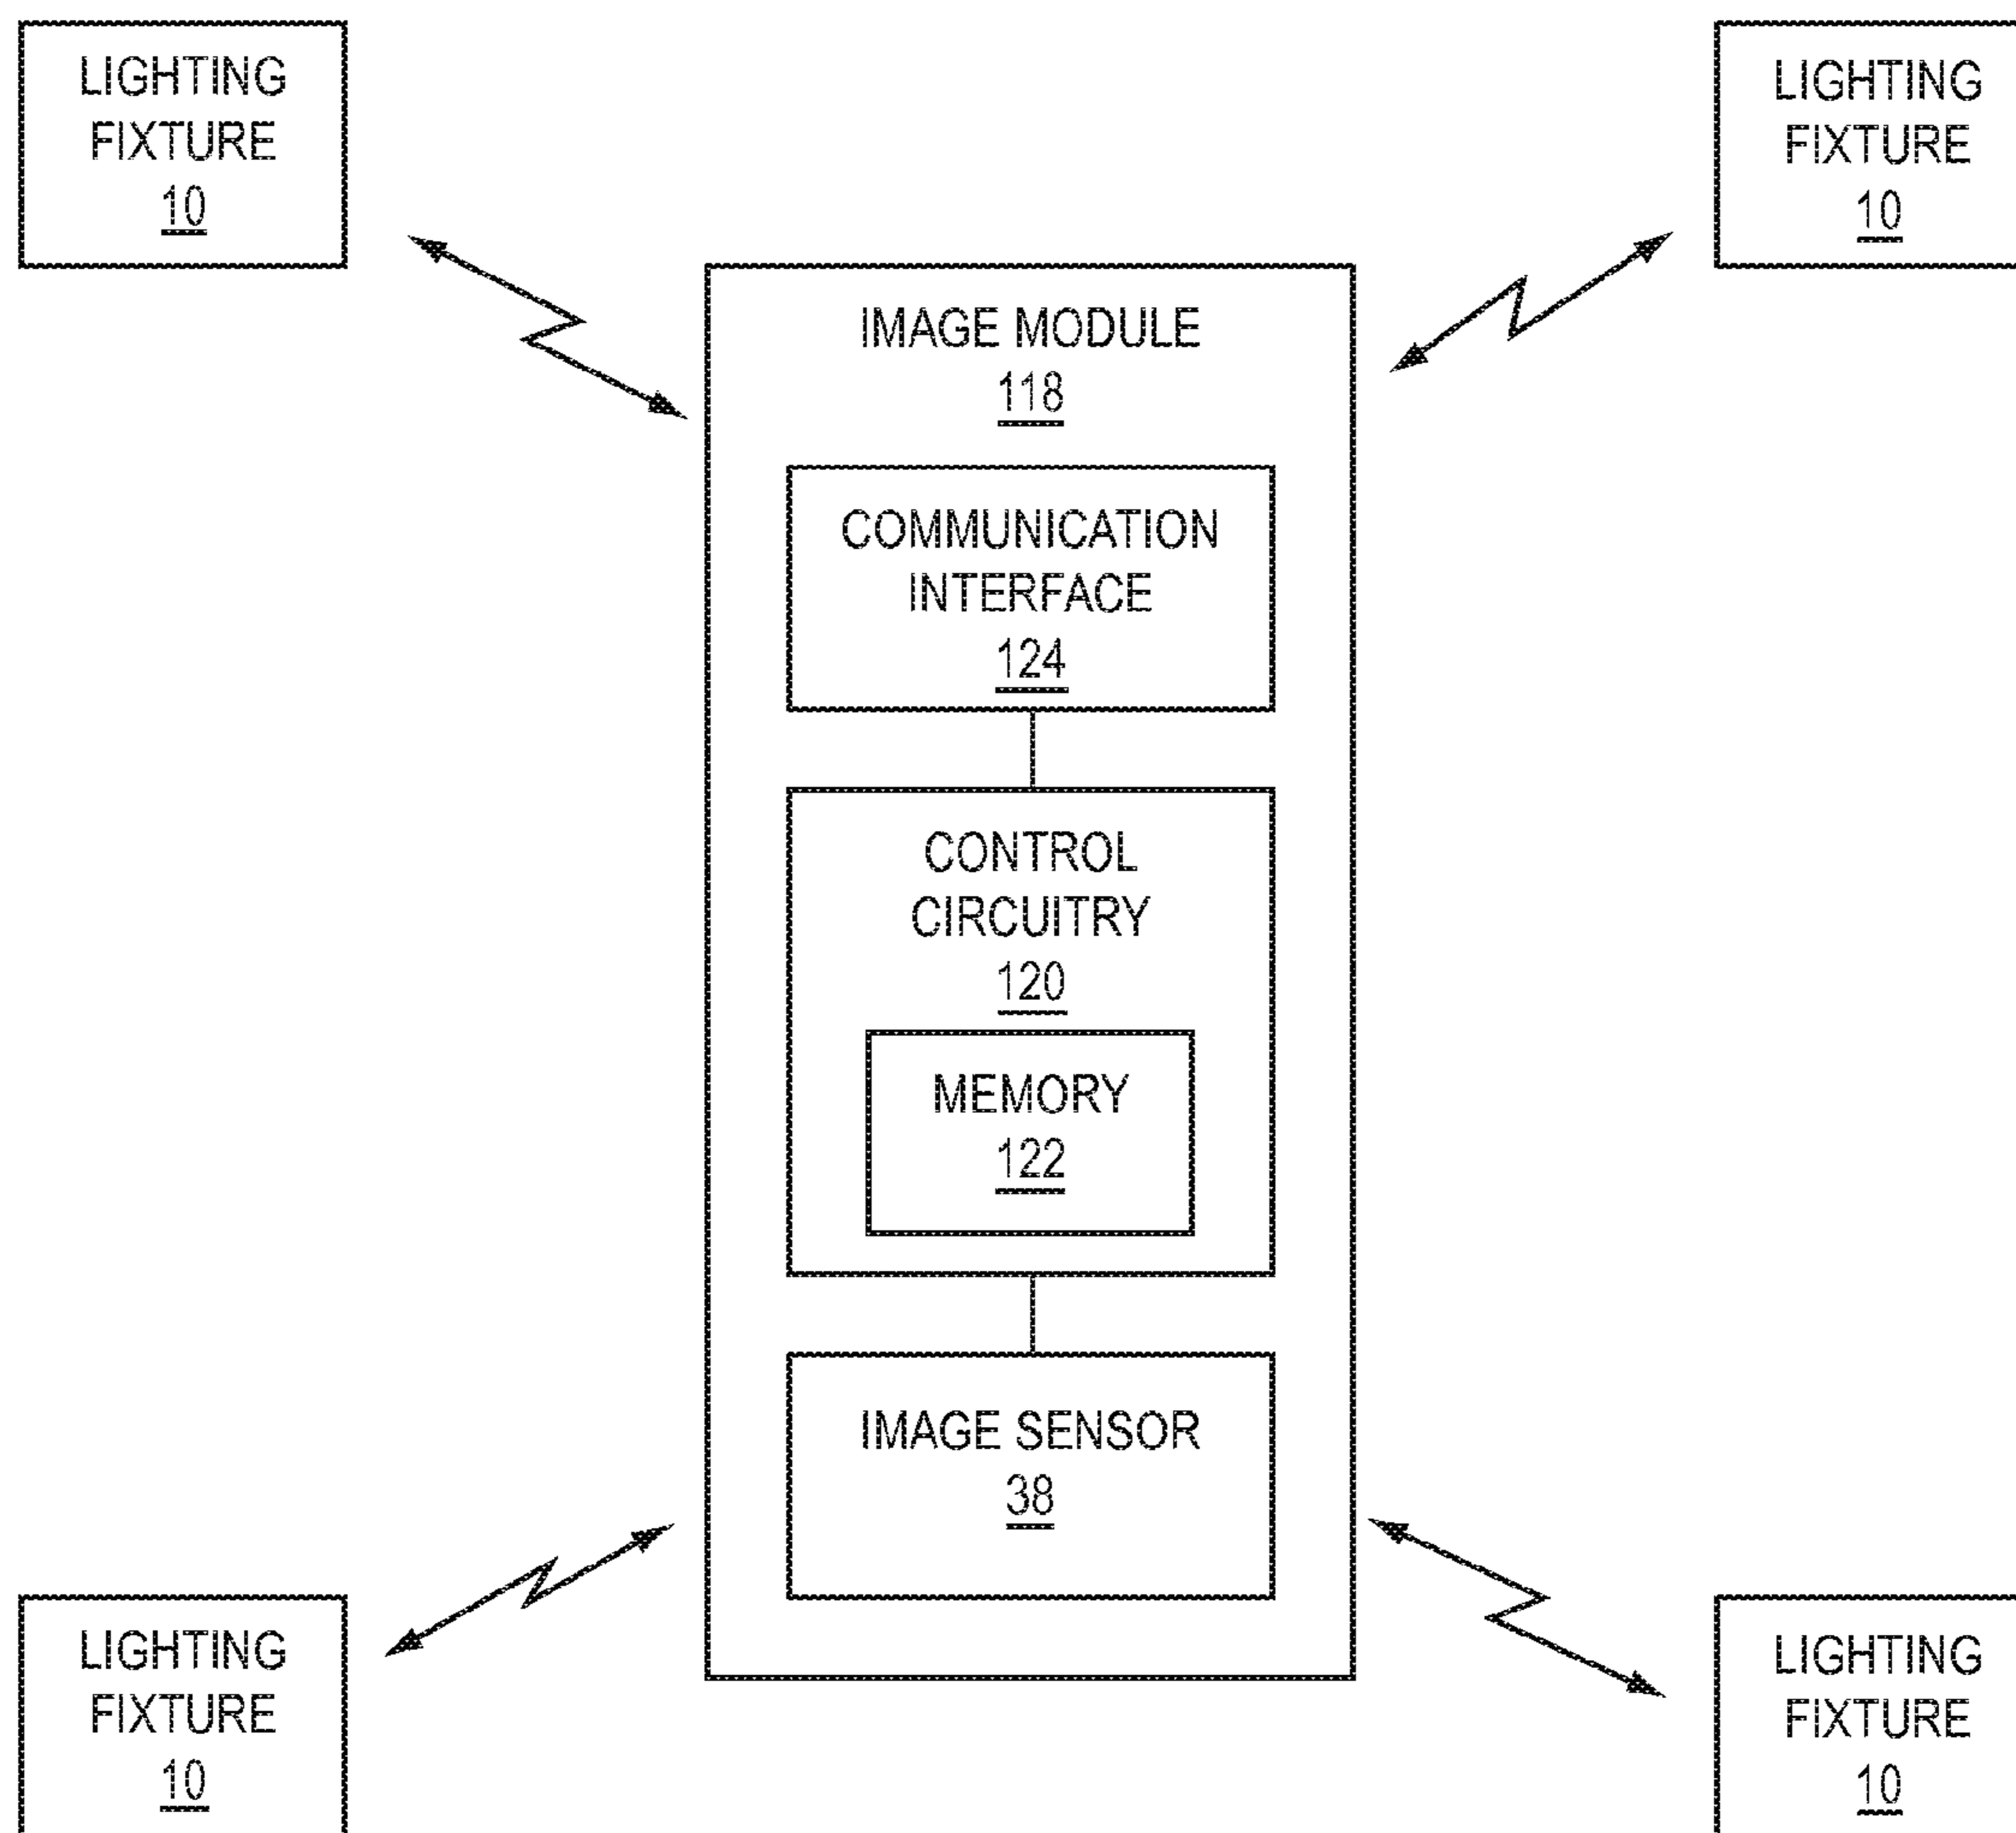 LIGHTING
FIXTURE
10
LIGHTING
FIXTURE
10
IMAGE MODULE
118
COMMUNICATION
INTERFACE
124
CONTROL
CIRCUITRY
120
MEMORY
122
IMAGE SENSOR
38
LIGHTING
FIXTURE
10
LIGHTING
FIXTURE
10